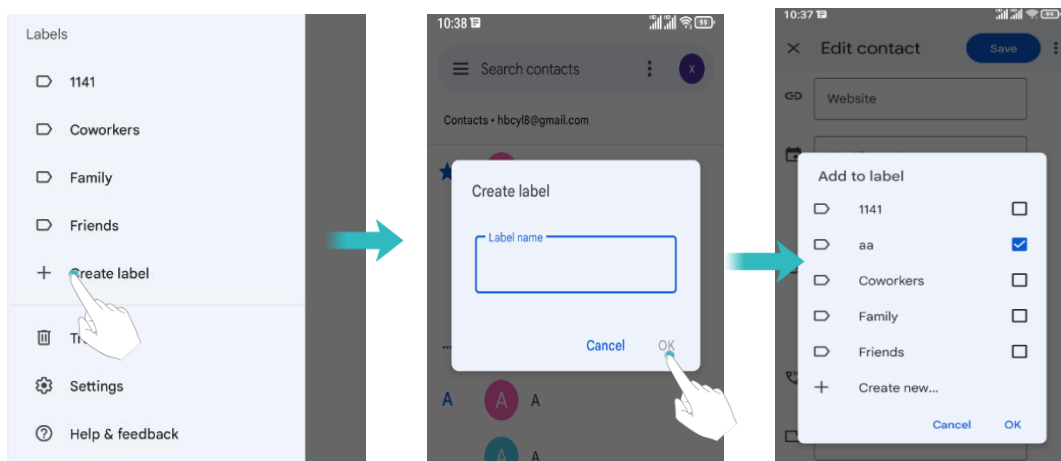 Labels
1141
Coworkers
Family
Friends
Create label
Settings
Help & feedback
10:38
99
Search contacts
X
Contacts • hbcyl8@gmail.com
Create label
Label name
Cancel
OK
A
A
A
A
A
10:37
99
Edit contact
Save
Website
Add to label
1141
aa
Coworkers
Family
Friends
Create new...
Cancel
OK